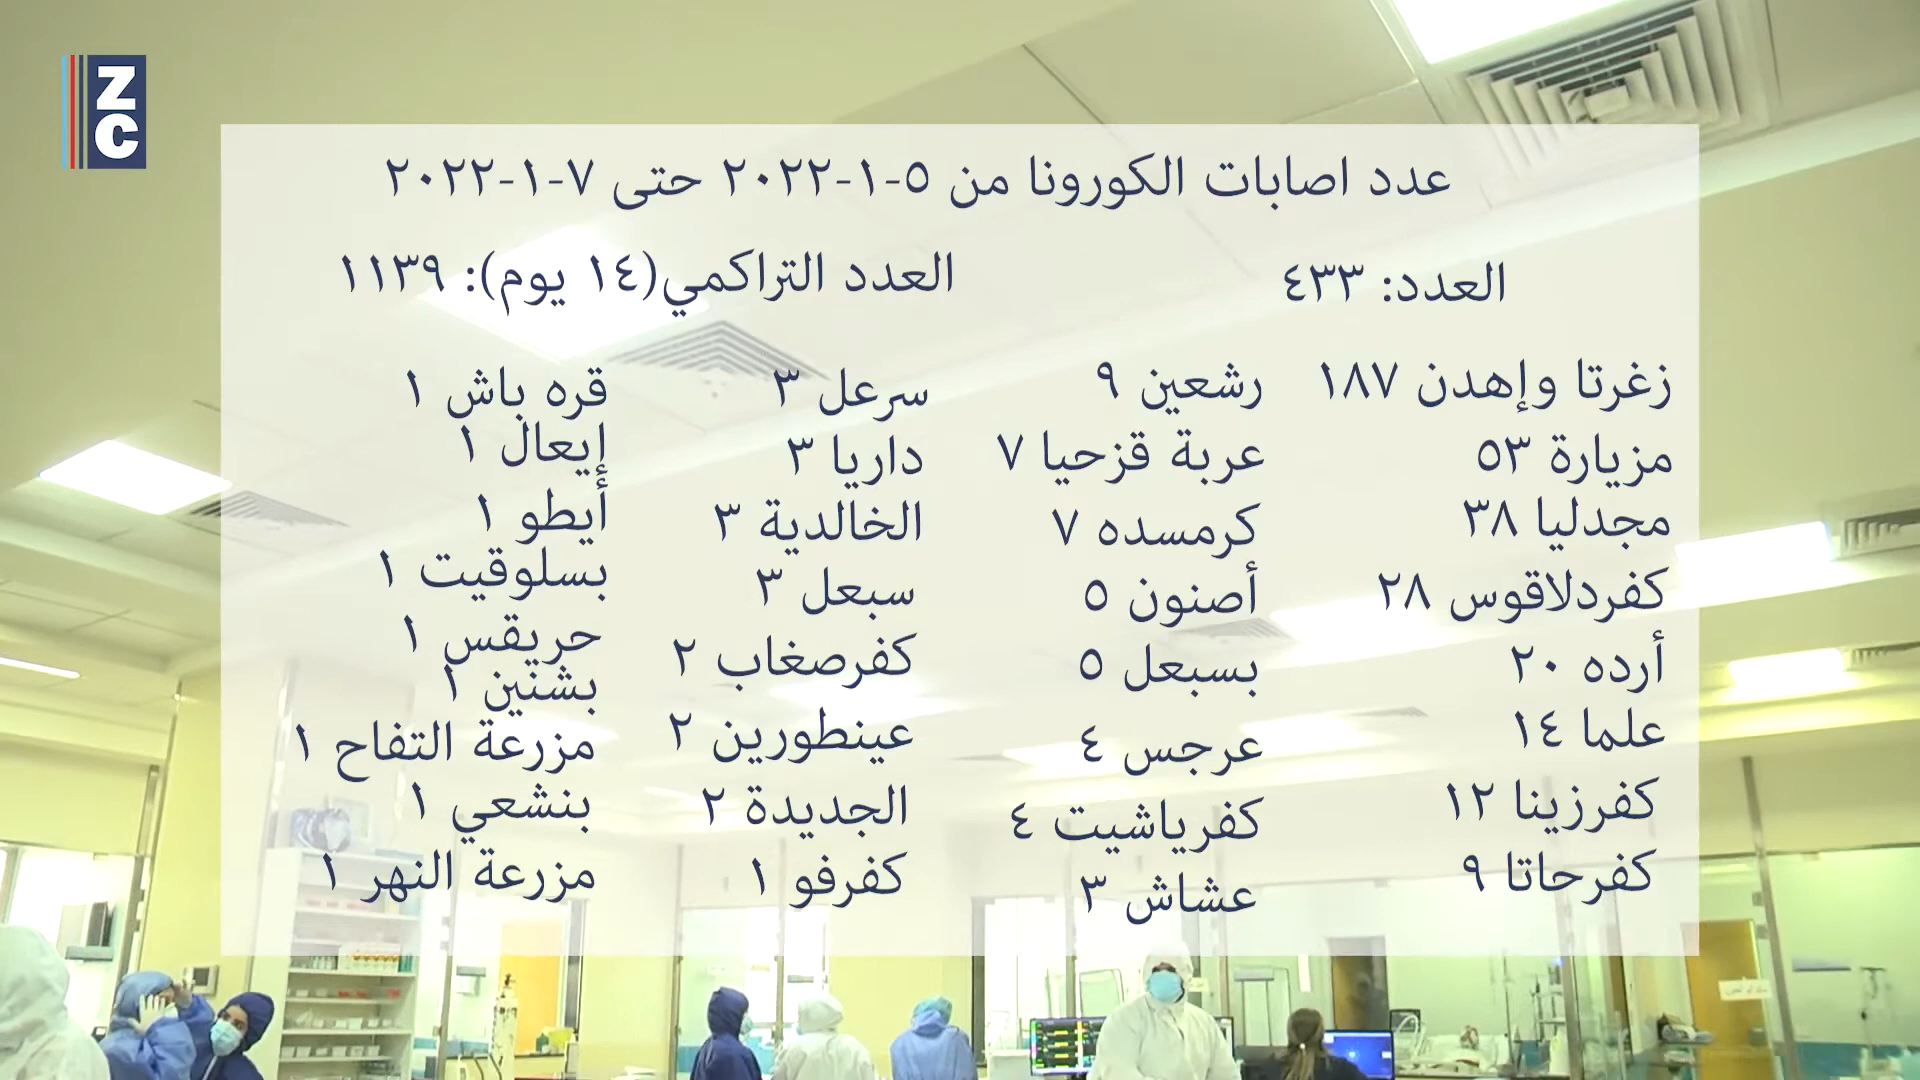 ZC
عدد اصابات الكورونا من ٥-١-٢٠٢٢ حتى ٧-١-٢٠٢٢
العدد: ٤٣٣
العدد التراكمي(١٤ يوم): ١١٣٩
زغرتا وإهدن ١٨٧
مزيارة ٥٣
مجدليا ٣٨
كفردلاقوس ٢٨
أرده ٢٠
علما ١٤
كفرزينا ١٢
كفرحاتا ٩
رشعين ٩
عربة قزحيا ٧
كرمسده ٧
أصنون ٥
بسبعل ٥
عرجس ٤
كفرياشيت ٤
عشاش ٣
سرعل ٣
داريا ٣
الخالدية ٣
سبعل ٣
كفرصغاب ٢
عينطورين ٢
الجديدة ٢
كفرفو ١
قره باش ١
إيعال ١
أيطو ١
بسلوقيت ١
حريقس ١
بشنين ١
مزرعة التفاح ١
بنشعي ١
مزرعة النهر ١